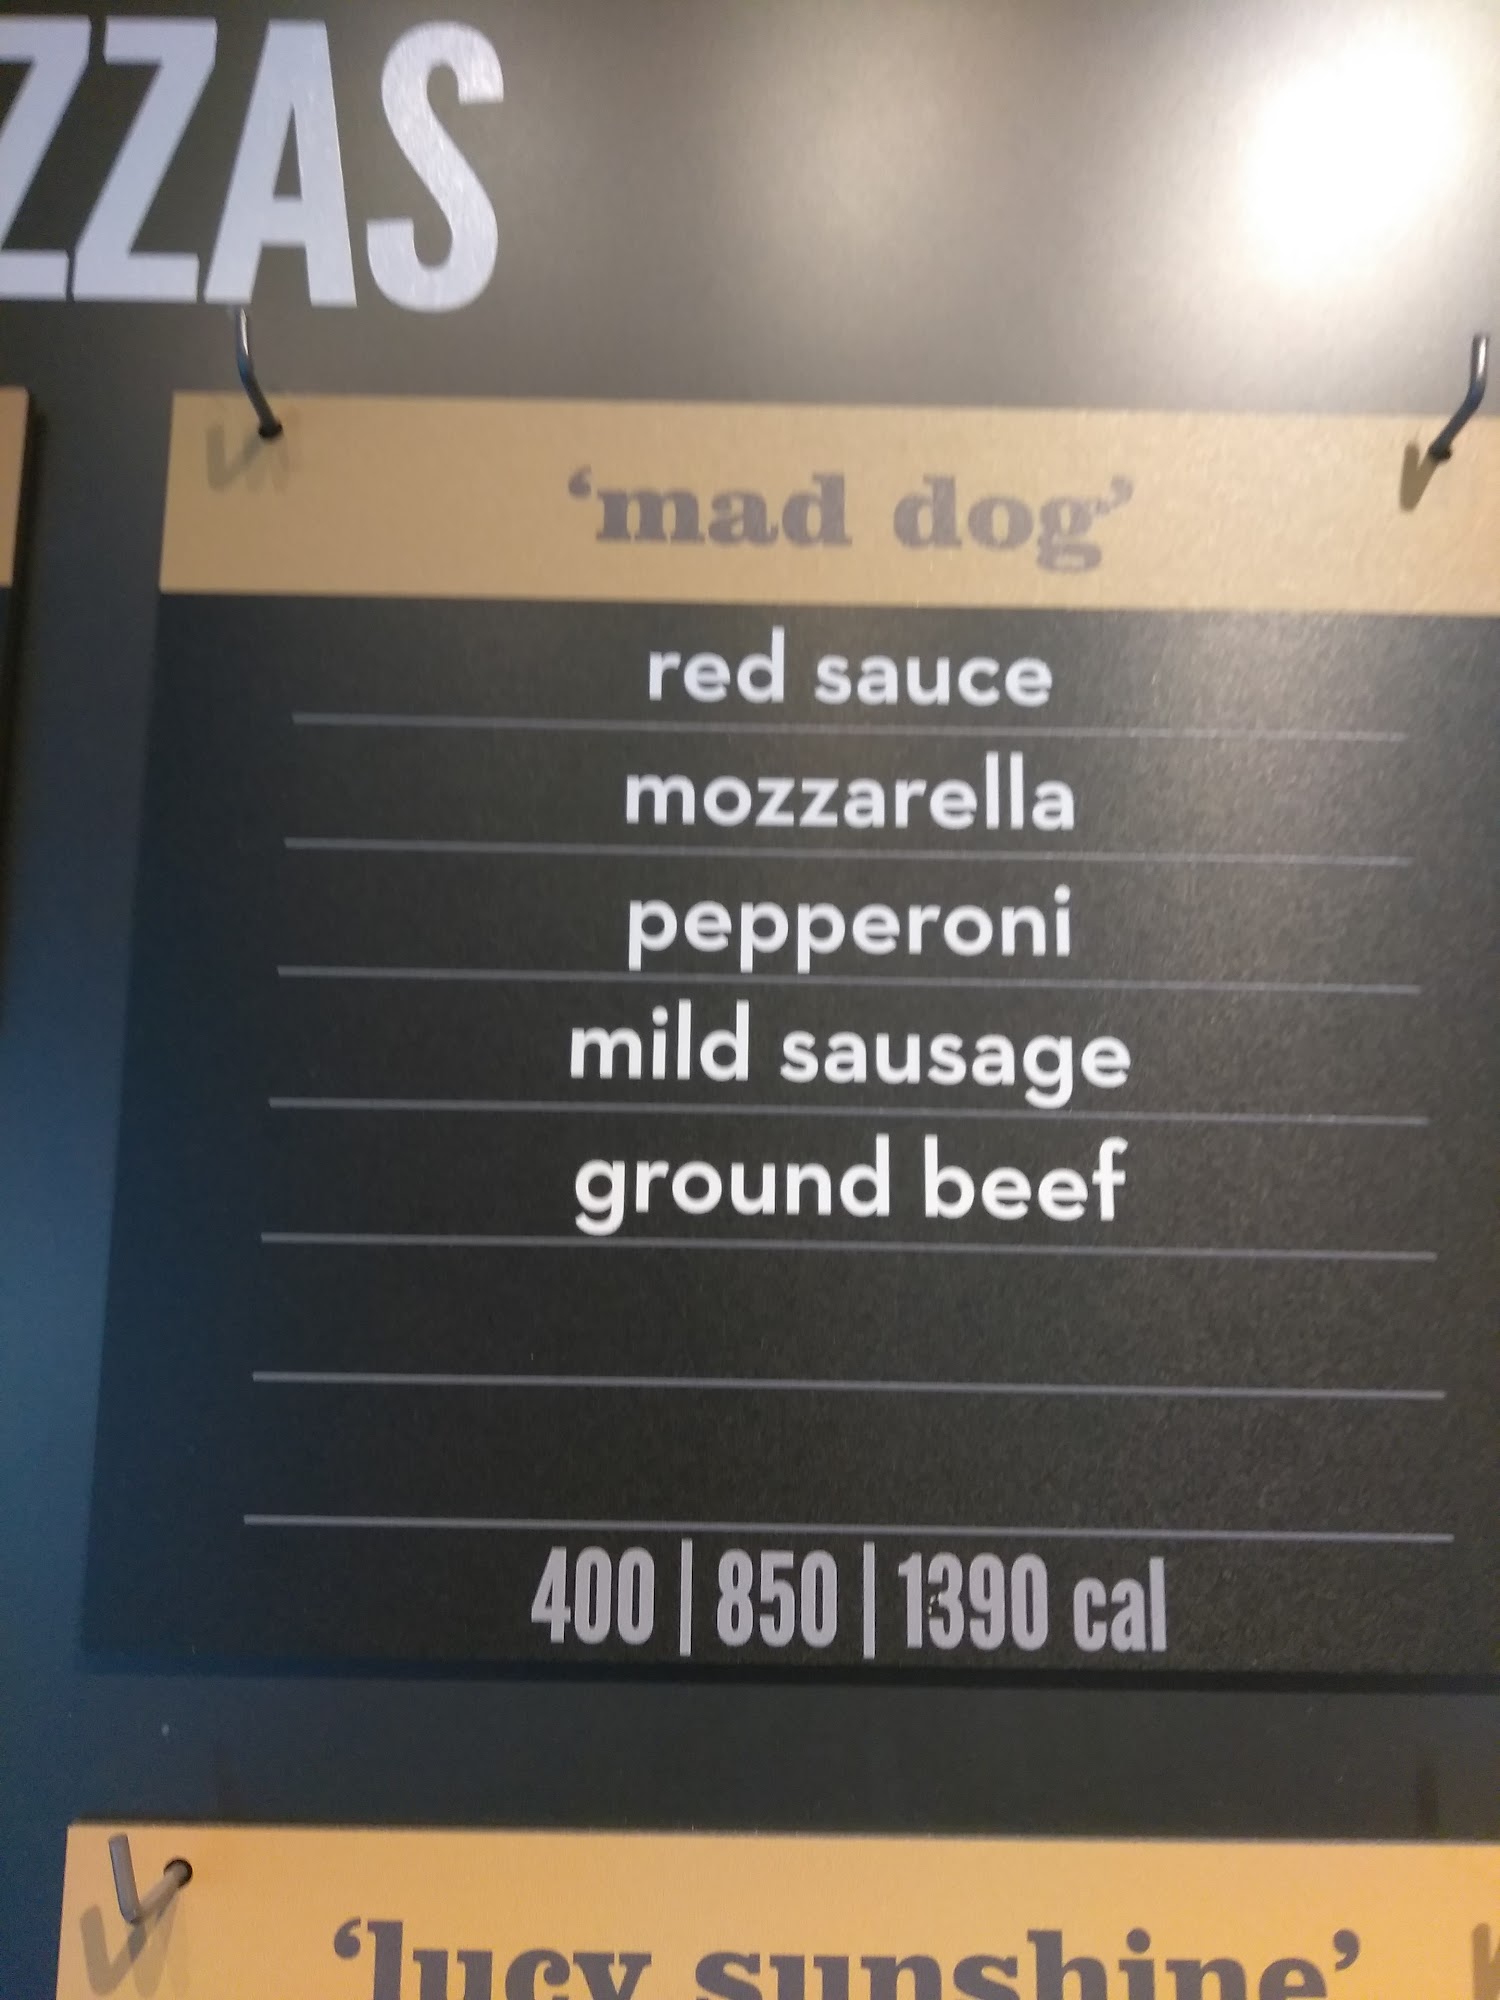 ZZAS
‘mad dog’
red sauce
mozzarella
pepperoni
mild sausage
ground beef
400 | 850 | 1390 cal
‘lucy sunshine’